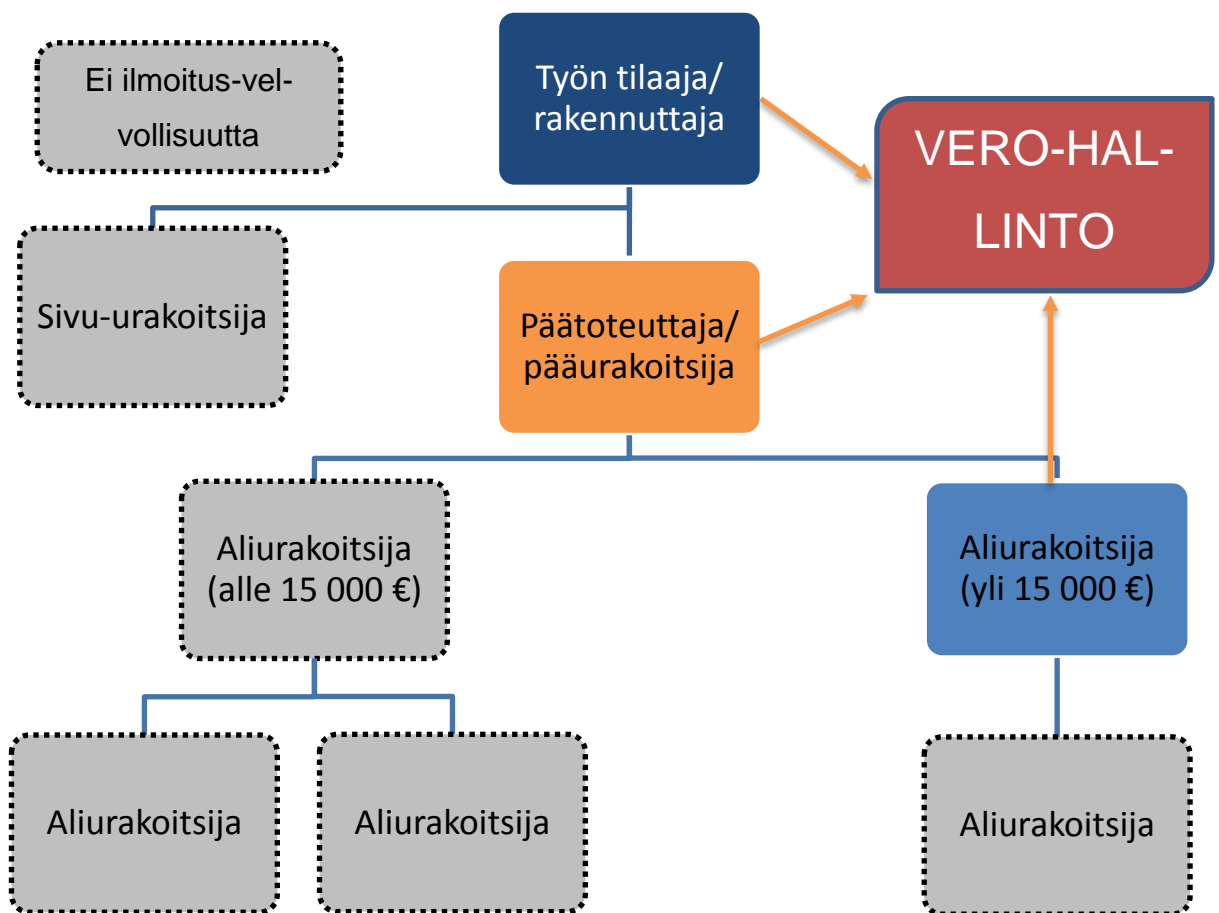 Ei ilmoitus-vel-
vollisuutta
Työn tilaaja/
rakennuttaja
VERO-HAL-
LINTO
Sivu-urakoitsija
Päätoteuttaja/
pääurakoitsija
Aliurakoitsija
(alle 15 000 €)
Aliurakoitsija
(yli 15 000 €)
Aliurakoitsija
Aliurakoitsija
Aliurakoitsija